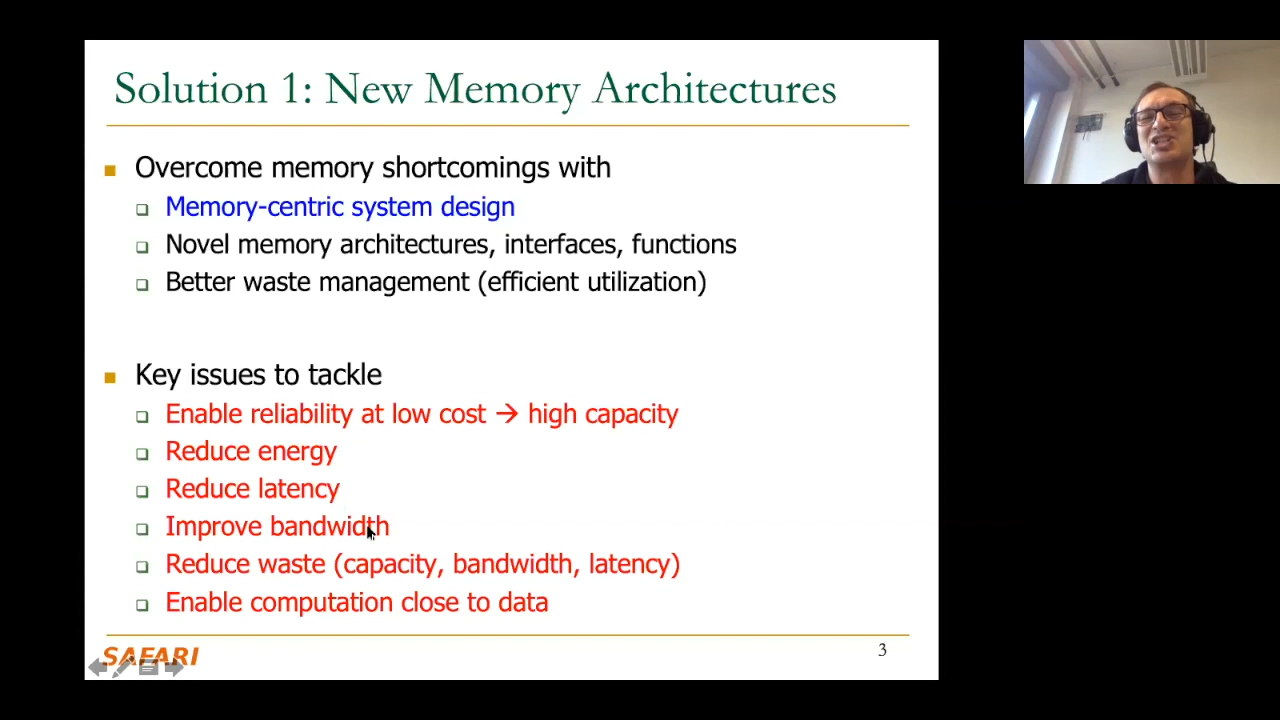 Solution 1: New Memory Architectures
Overcome memory shortcomings with
Memory-centric system design
Novel memory architectures, interfaces, functions
Better waste management (efficient utilization)
Key issues to tackle
Enable reliability at low cost → high capacity
Reduce energy
Reduce latency
Improve bandwidth
Reduce waste (capacity, bandwidth, latency)
Enable computation close to data
SAFARI
3